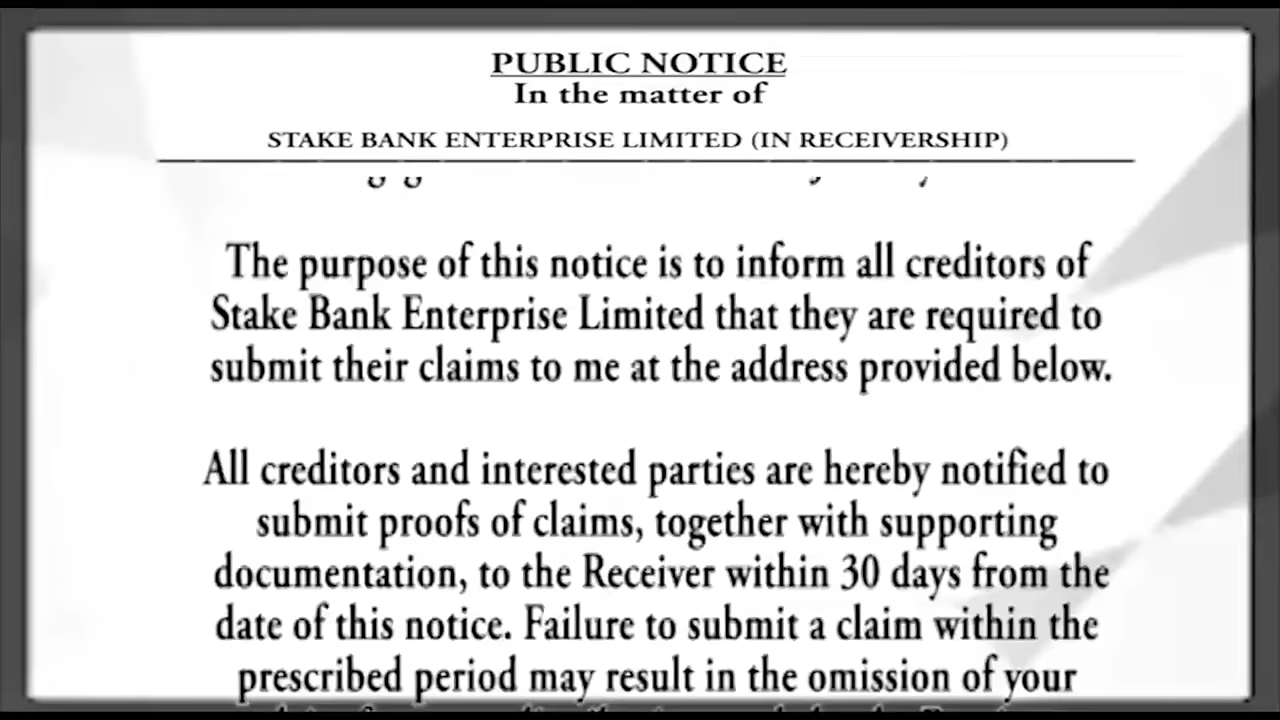 PUBLIC NOTICE
In the matter of
STAKE BANK ENTERPRISE LIMITED (IN RECEIVERSHIP)
The purpose of this notice is to inform all creditors of
Stake Bank Enterprise Limited that they are required to
submit their claims to me at the address provided below.
All creditors and interested parties are hereby notified to
submit proofs of claims, together with supporting
documentation, to the Receiver within 30 days from the
date of this notice. Failure to submit a claim within the
prescribed period may result in the omission of your